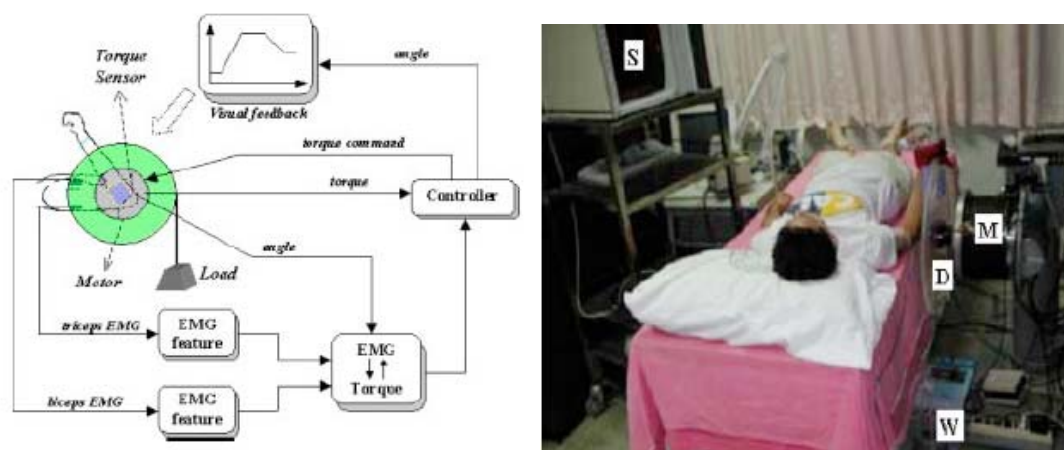 Torque
Sensor
angle
Visual feedback
torque command
torque
Controller
angle
Motor
Load
triceps EMG
EMG
feature
EMG
Torque
biceps EMG
EMG
feature
S
M
D
W